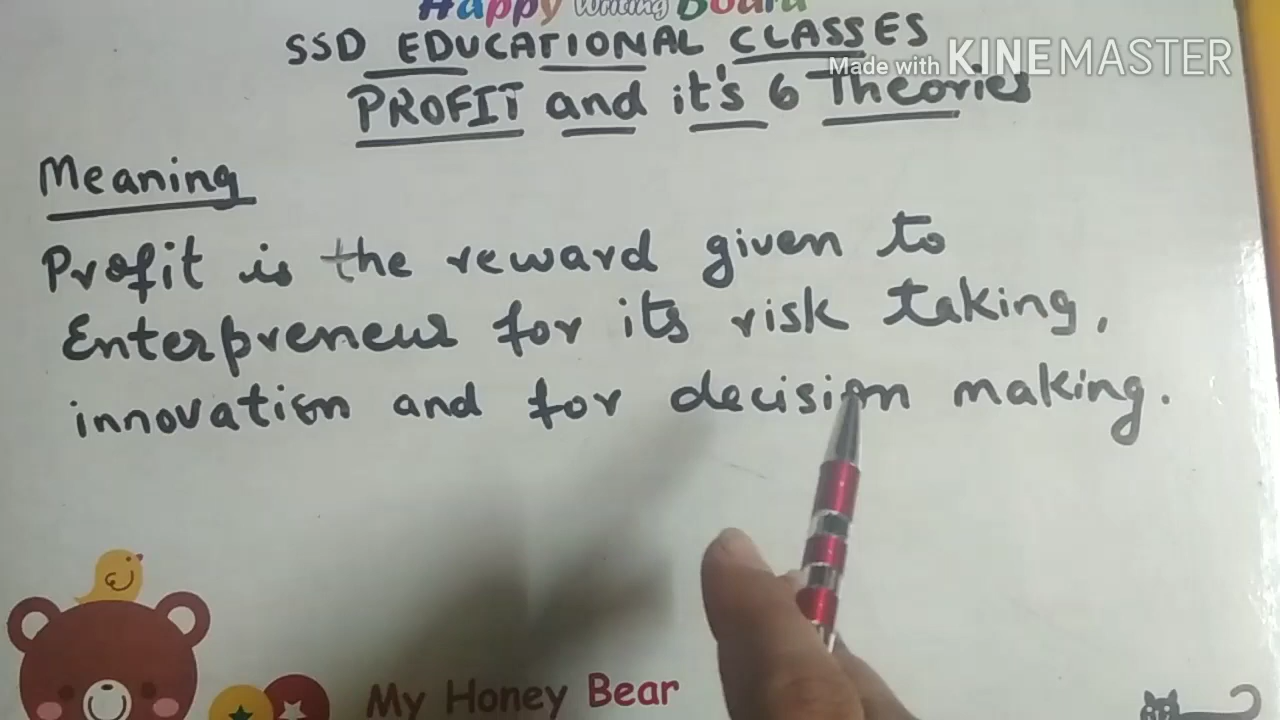 Happy Writing Board
SSD EDUCATIONAL CLASSES
Made with KINEMASTER
PROFIT and it's 6 Theories
Meaning
Profit is the reward given to
Enterpreneur for its risk taking,
innovation and for decision making.
My Honey Bear